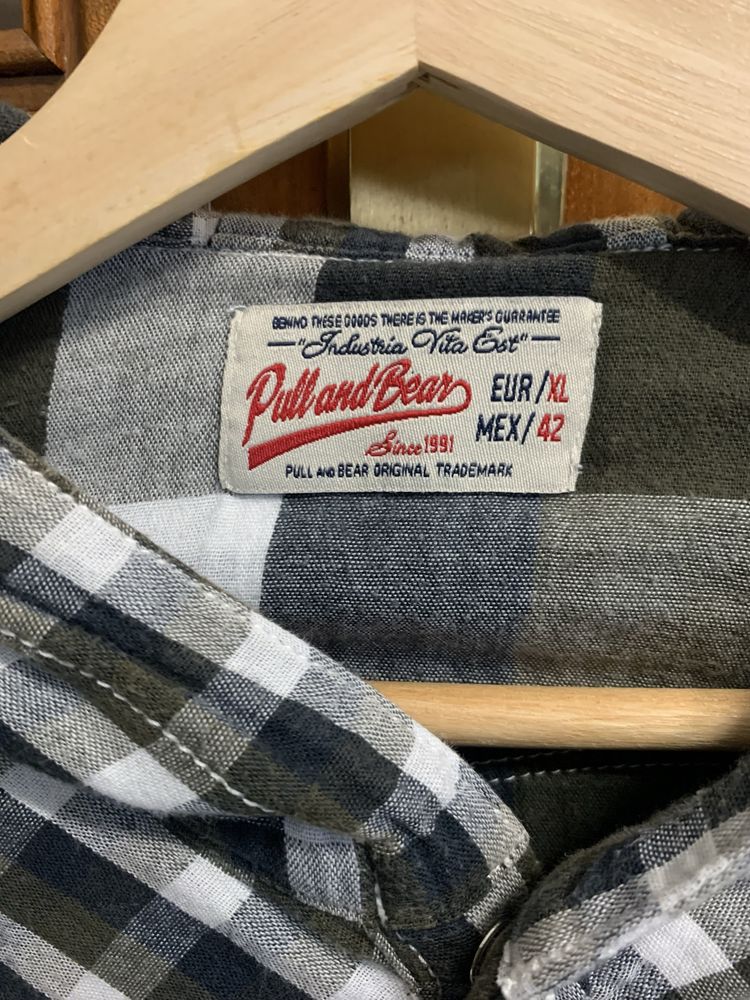 BEHIND THESE GOODS THERE IS THE MAKER'S GUARANTEE
"Industria Vita Est"
Pull and Bear
EUR/XL
MEX/42
Since 1991
PULL AND BEAR ORIGINAL TRADEMARK